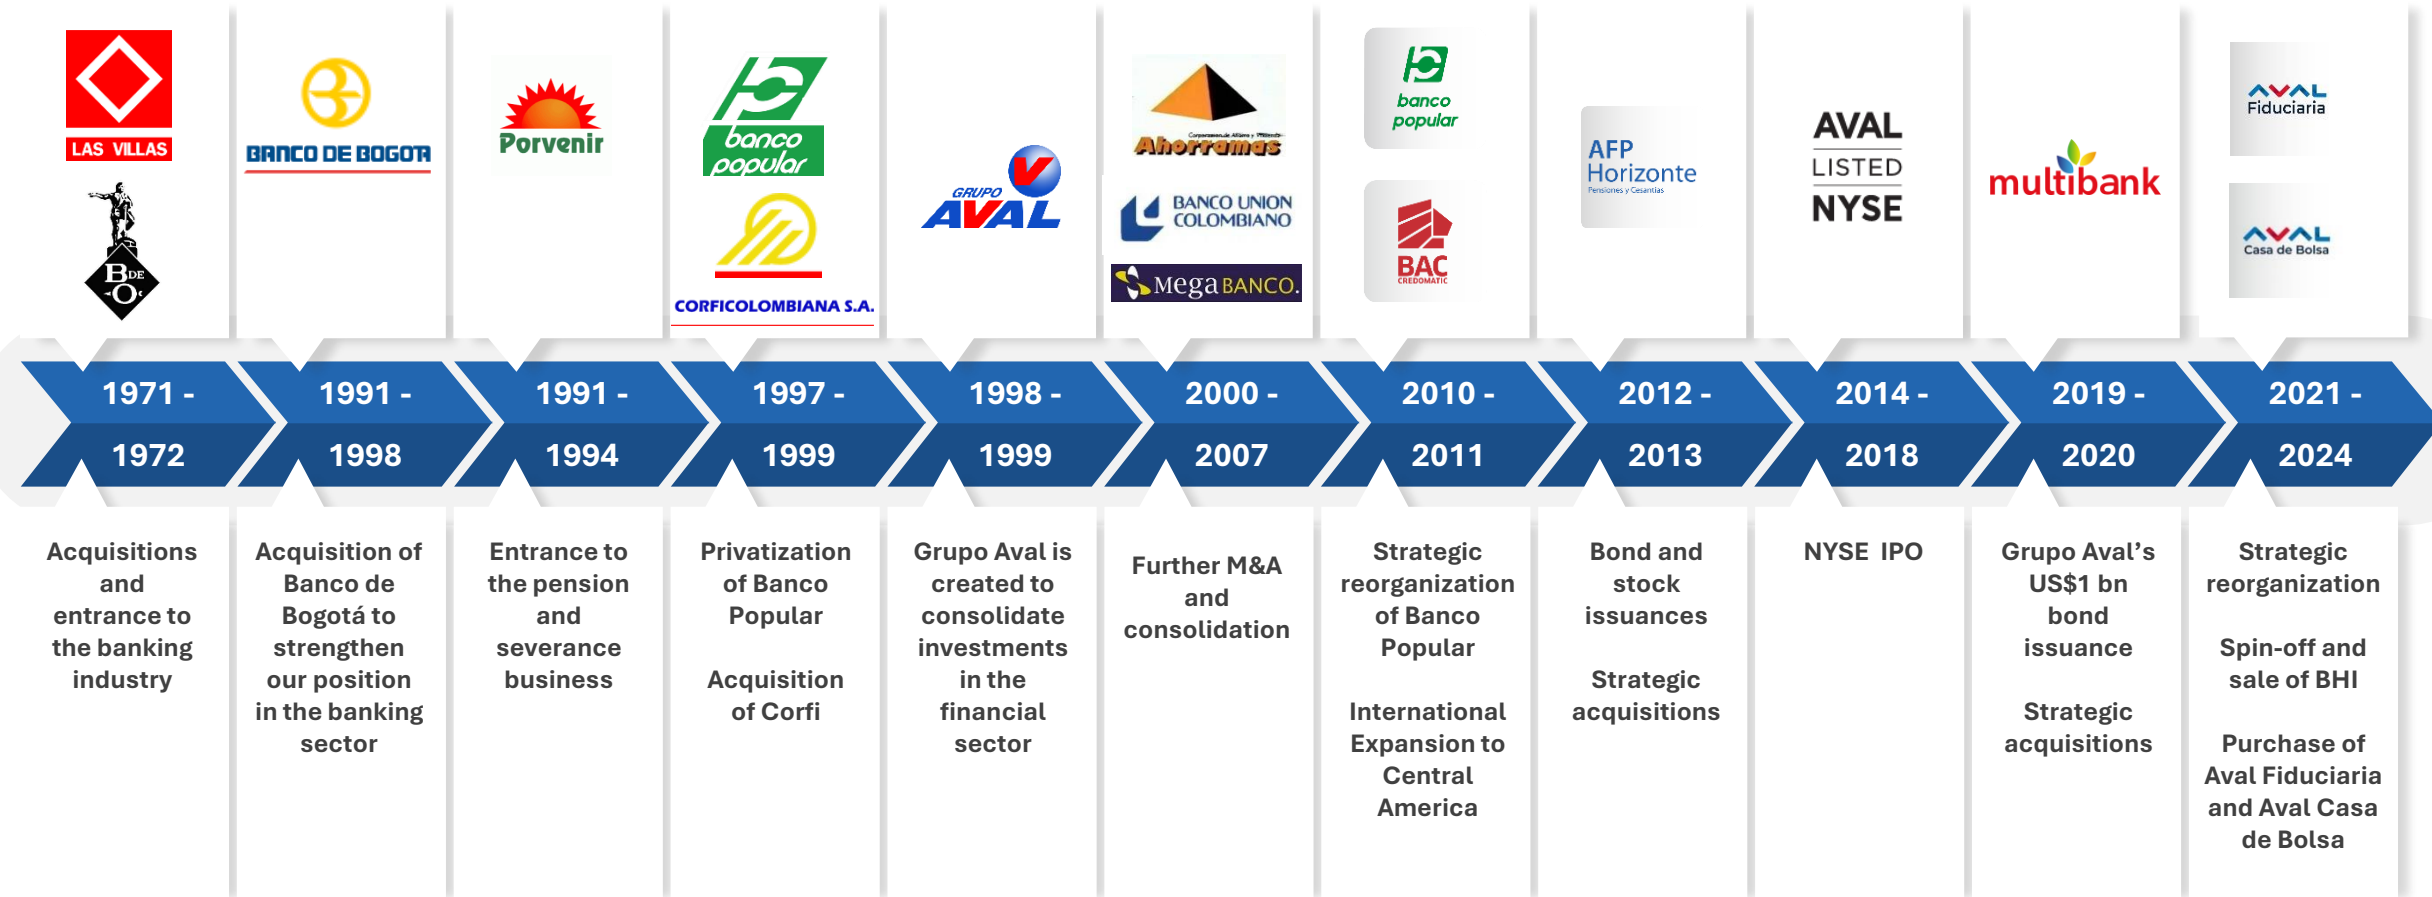 LAS VILLAS
B DE
O
BANCO DE BOGOTA
Porvenir
banco
popular
CORFICOLOMBIANA S.A.
GRUPO
AVAL
Corporacion de Ahorro y Vivienda
Ahorramas
BANCO UNION
COLOMBIANO
MegaBANCO.
banco
popular
BAC
CREDOMATIC
AFP
Horizonte
Pensiones y Cesantías
AVAL
LISTED
NYSE
multibank
AVAL
Fiduciaria
AVAL
Casa de Bolsa
1971 -
1972
1991 -
1998
1991 -
1994
1997 -
1999
1998 -
1999
2000 -
2007
2010 -
2011
2012 -
2013
2014 -
2018
2019 -
2020
2021 -
2024
Acquisitions
and
entrance to
the banking
industry
Acquisition of
Banco de
Bogotá to
strengthen
our position
in the banking
sector
Entrance to
the pension
and
severance
business
Privatization
of Banco
Popular
Acquisition
of Corfi
Grupo Aval is
created to
consolidate
investments
in the
financial
sector
Further M&A
and
consolidation
Strategic
reorganization
of Banco
Popular
International
Expansion to
Central
America
Bond and
stock
issuances
Strategic
acquisitions
NYSE IPO
Grupo Aval’s
US$1 bn
bond
issuance
Strategic
acquisitions
Strategic
reorganization
Spin-off and
sale of BHI
Purchase of
Aval Fiduciaria
and Aval Casa
de Bolsa